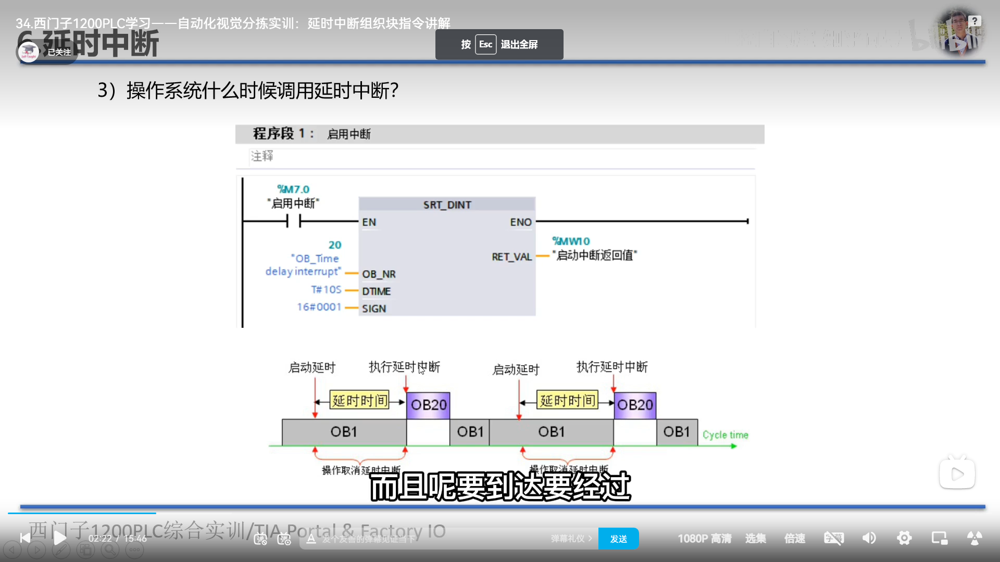 34.西门子1200PLC学习——自动化视觉分拣实训：延时中断组织块指令讲解
6.延时中断
已关注
按 Esc 退出全屏
?
3）操作系统什么时候调用延时中断？
程序段 1： 启用中断
注释
%M7.0
"启用中断"
SRT_DINT
EN
ENO
20
"OB_Time
delay interrupt"
OB_NR
T#10S
DTIME
16#0001
SIGN
RET_VAL
%MW10
"启动中断返回值"
启动延时
执行延时中断
启动延时
执行延时中断
延时时间
OB20
延时时间
OB20
OB1
OB1
OB1
OB1
Cycle time
操作取消延时中断
操作取消延时中断
而且呢要到达要经过
西门子1200PLC综合实训/TIA Portal & Factory IO
02:22 / 15:46
弹
弹
A 发个友善的弹幕见证当下
弹幕礼仪 >
发送
1080P 高清
选集
倍速
字幕